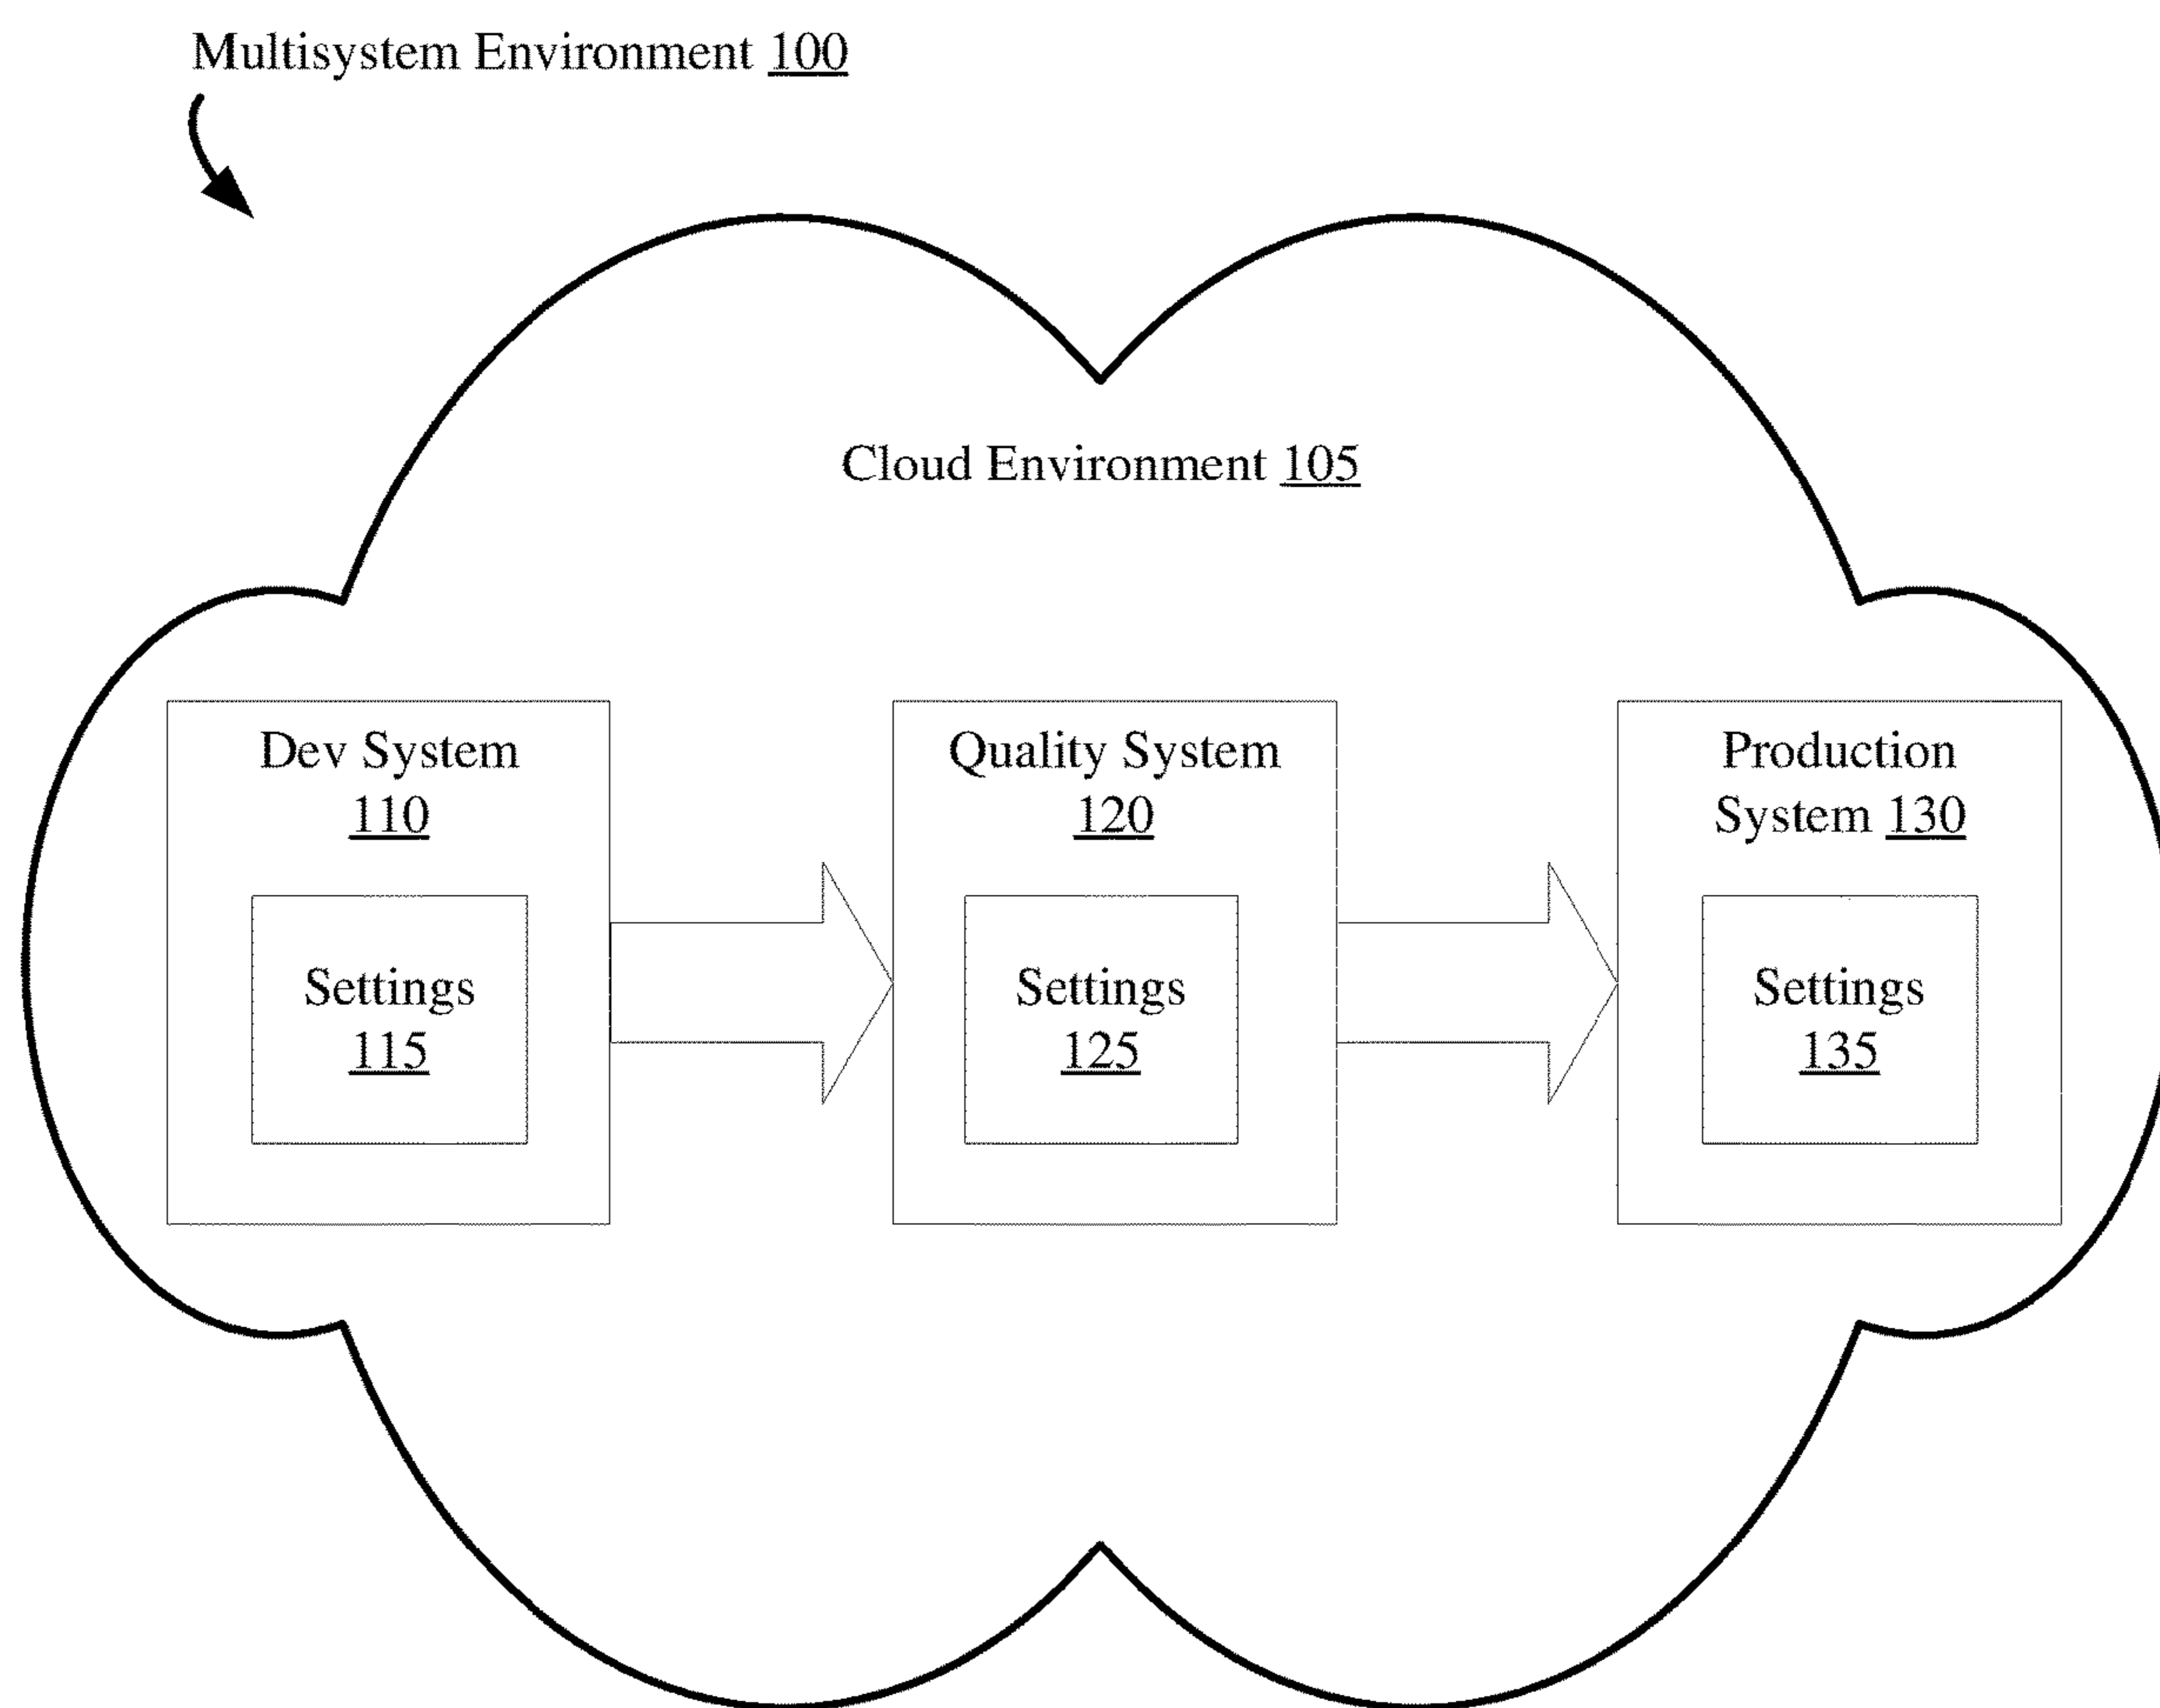 Multisystem Environment 100
Cloud Environment 105
Dev System
110
Settings
115
Quality System
120
Settings
125
Production
System 130
Settings
135